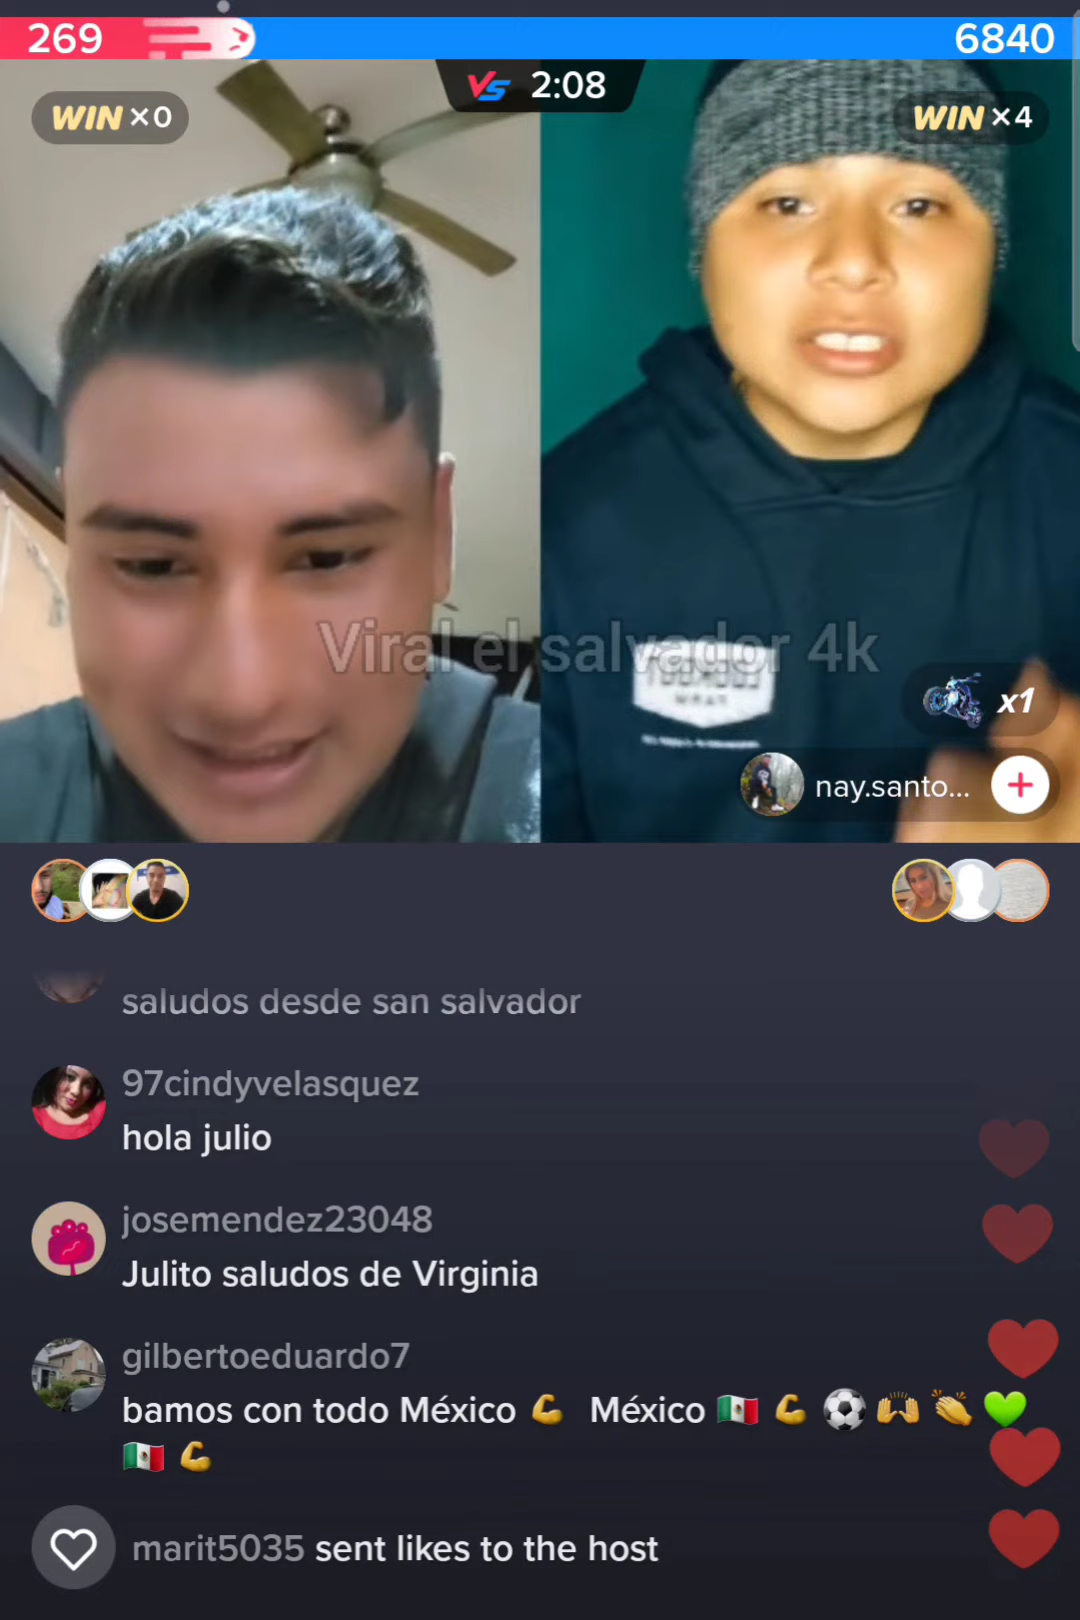 269
6840
VS 2:08
WIN ×0
WIN ×4
Viral el salvador 4k
x1
nay.santo...
saludos desde san salvador
97cindyvelasquez
hola julio
josemendez23048
Julito saludos de Virginia
gilbertoeduardo7
bamos con todo México 💪 México 🇲🇽 💪 ⚽ 🙌 👏 💚
🇲🇽 💪
marit5035 sent likes to the host